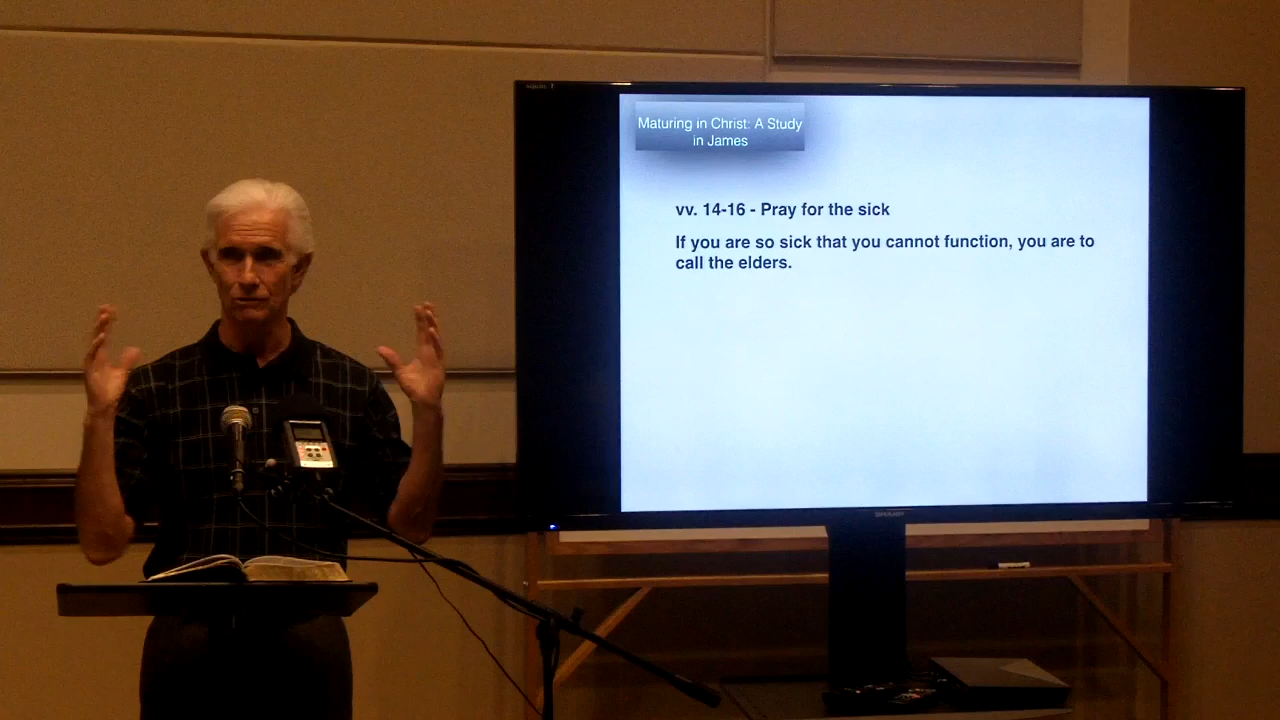 Maturing in Christ: A Study
in James
vv. 14-16 - Pray for the sick
If you are so sick that you cannot function, you are to
call the elders.
SHARP